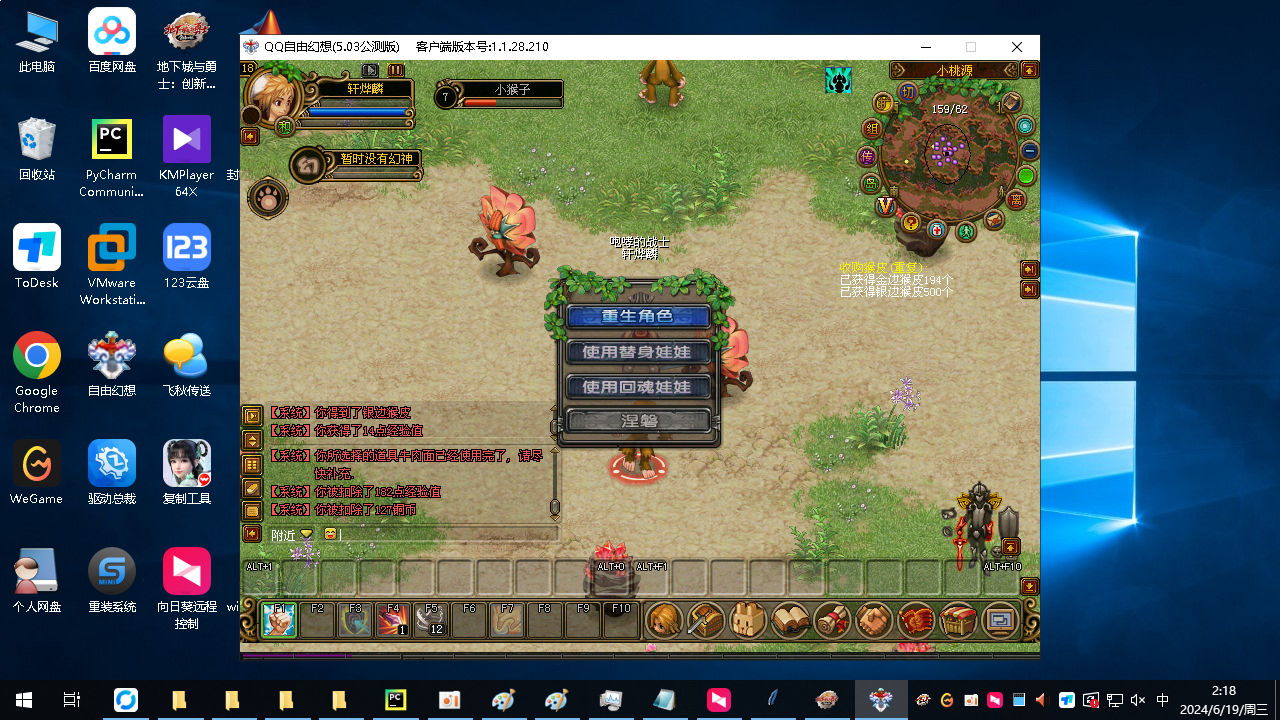 此电脑
百度网盘
地下城与勇
士：创新...
回收站
PyCharm
Communi...
KMPlayer
64X
封
ToDesk
VMware
Workstati...
123云盘
Google
Chrome
自由幻想
飞秋传送
WeGame
驱动总裁
复制工具
个人网盘
重装系统
向日葵远程
控制
wi
QQ自由幻想(5.03公测版)
客户端版本号:1.1.28.210
18
轩烨麟
和
7
小猴子
幻
暂时没有幻神
小桃源
159/62
咆哮的战士
轩烨麟
收购猴皮(重复)
已获得金边猴皮194个
已获得银边猴皮500个
重生角色
使用替身娃娃
使用回魂娃娃
涅磐
【系统】你得到了银边猴皮
【系统】你获得了14点经验值
【系统】你所选择的道具牛肉面已经使用完了，请尽
快补充.
【系统】你被扣除了182点经验值
【系统】你被扣除了127铜币
附近
ALT+1
ALT+0
ALT+F1
ALT+F10
F1
F2
F3
F4
1
F5
12
F6
F7
F8
F9
F10
中
2:18
2024/6/19/周三